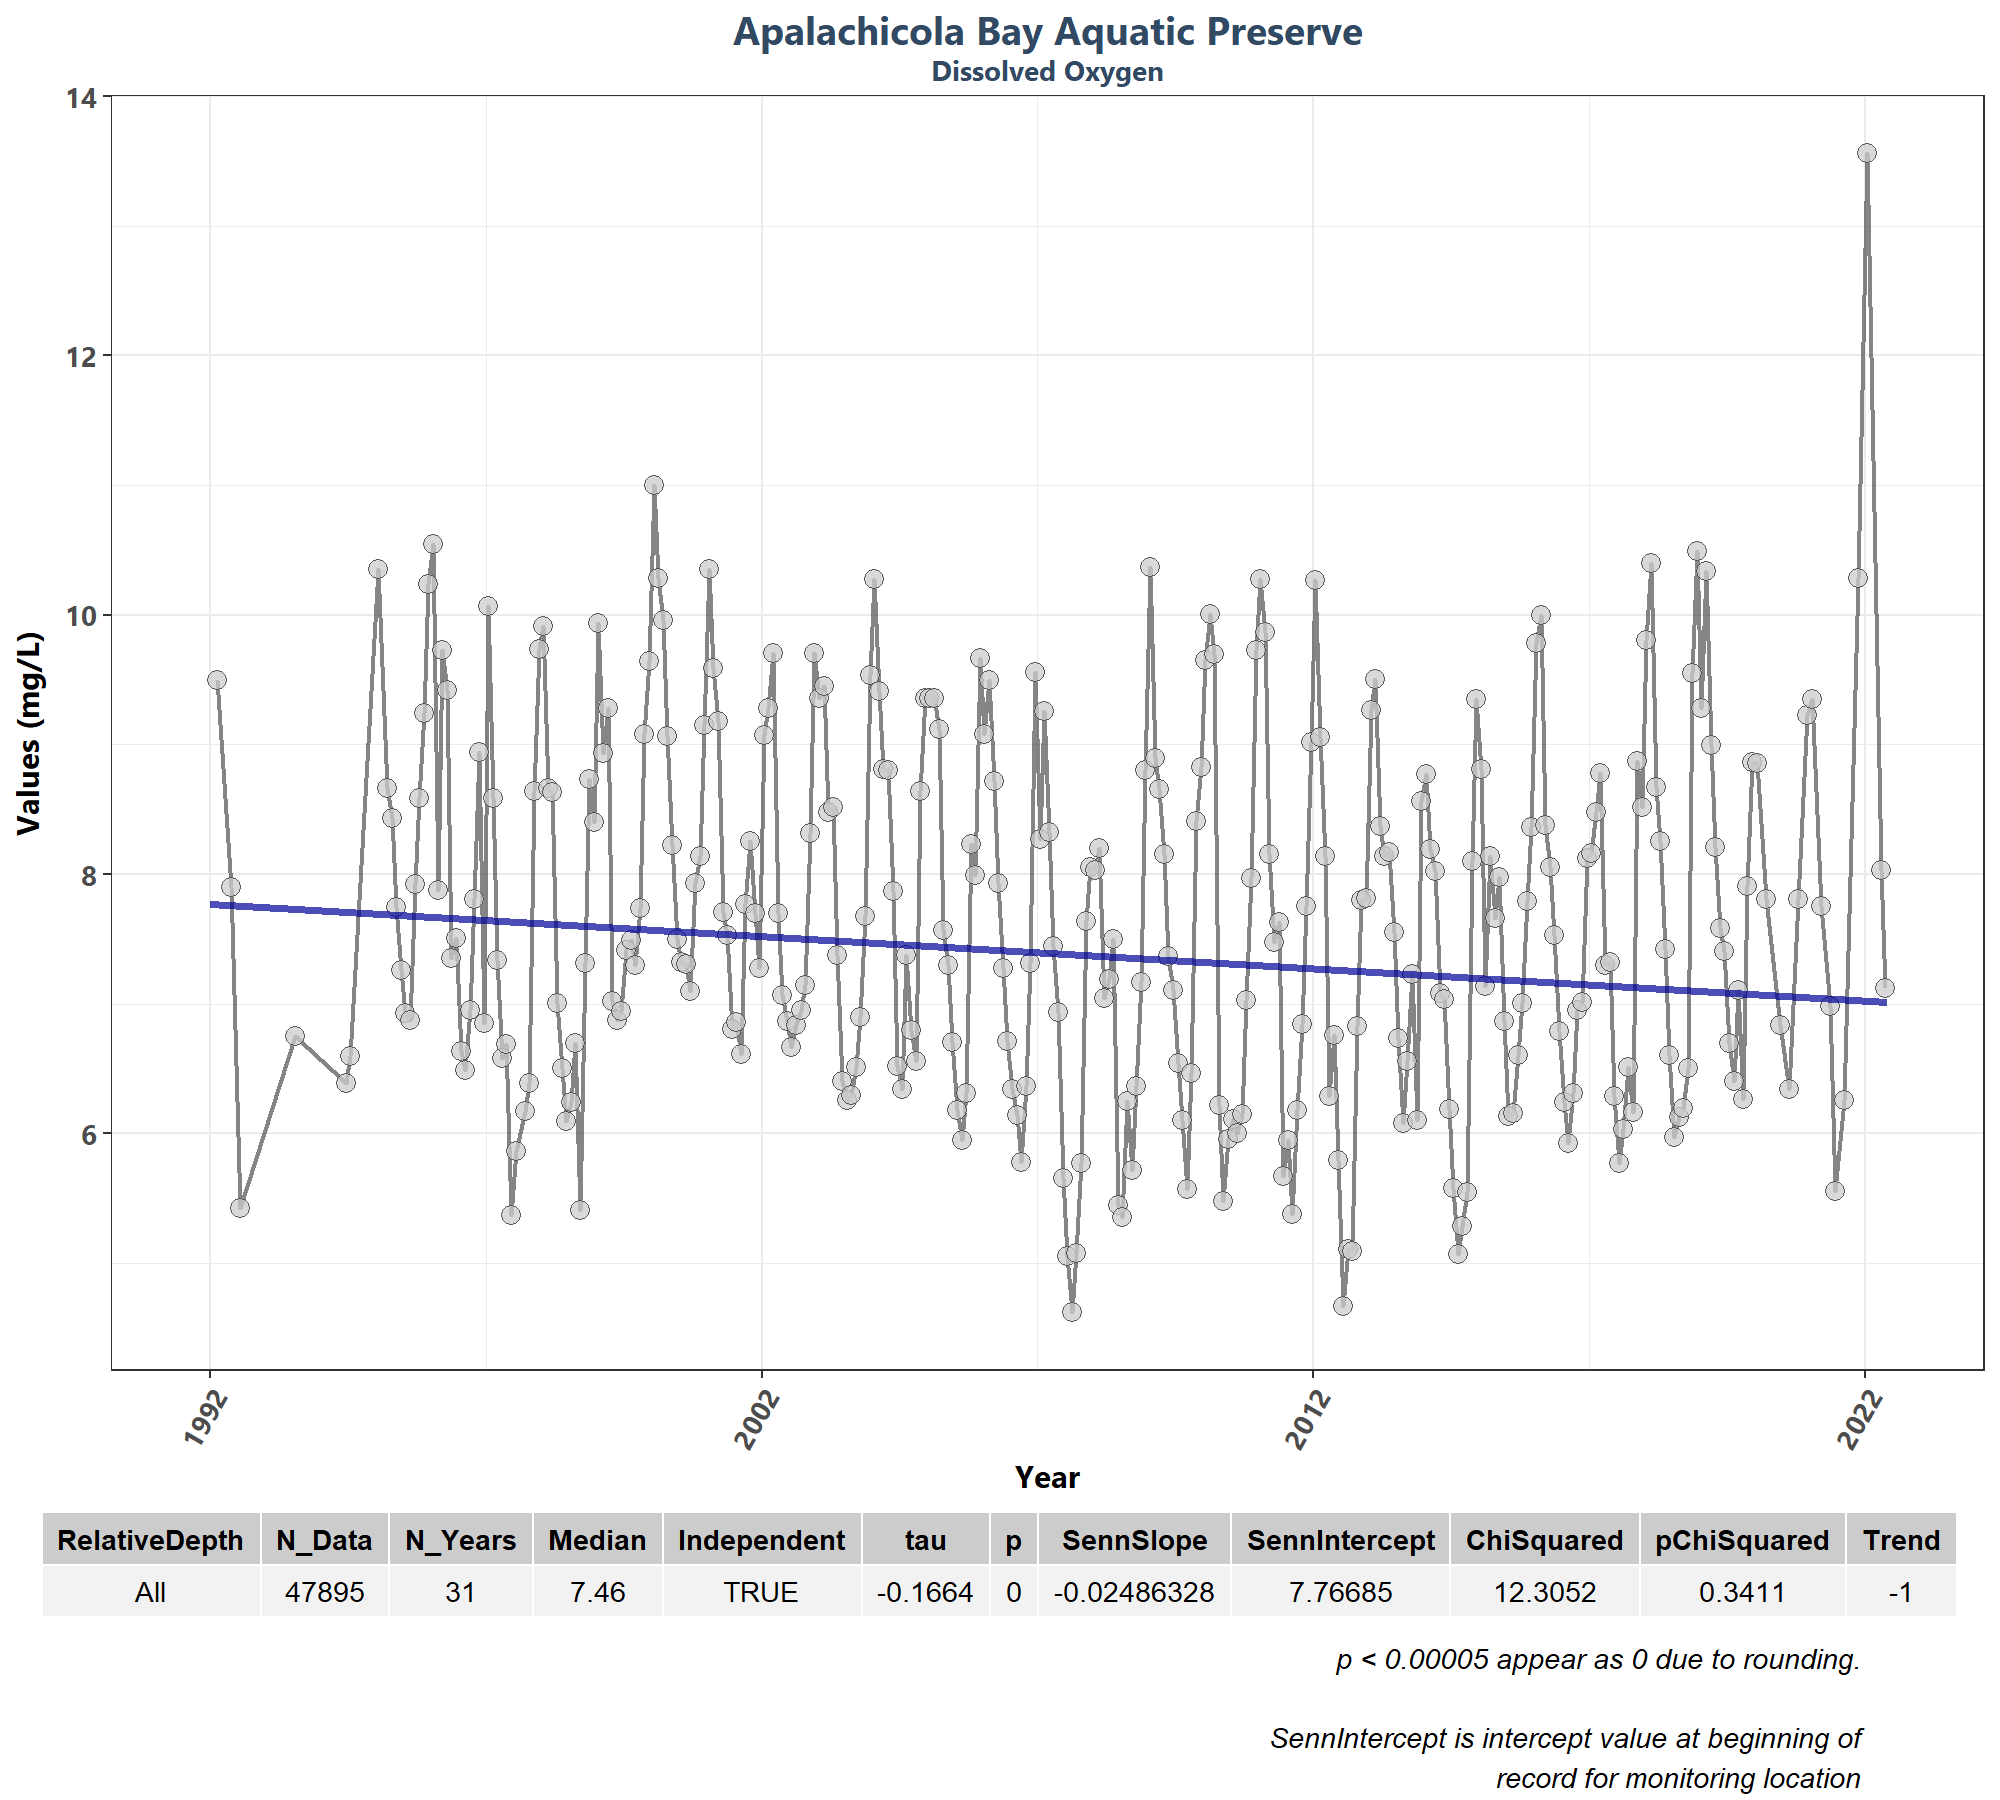 Apalachicola Bay Aquatic Preserve
Dissolved Oxygen
14
12
10
8
6
Values (mg/L)
1992
2002
2012
2022
Year
RelativeDepth N_Data N_Years Median Independent tau p SennSlope SennIntercept ChiSquared pChiSquared Trend
All 47895 31 7.46 TRUE -0.1664 0 -0.02486328 7.76685 12.3052 0.3411 -1
p < 0.00005 appear as 0 due to rounding.
SennIntercept is intercept value at beginning of
record for monitoring location